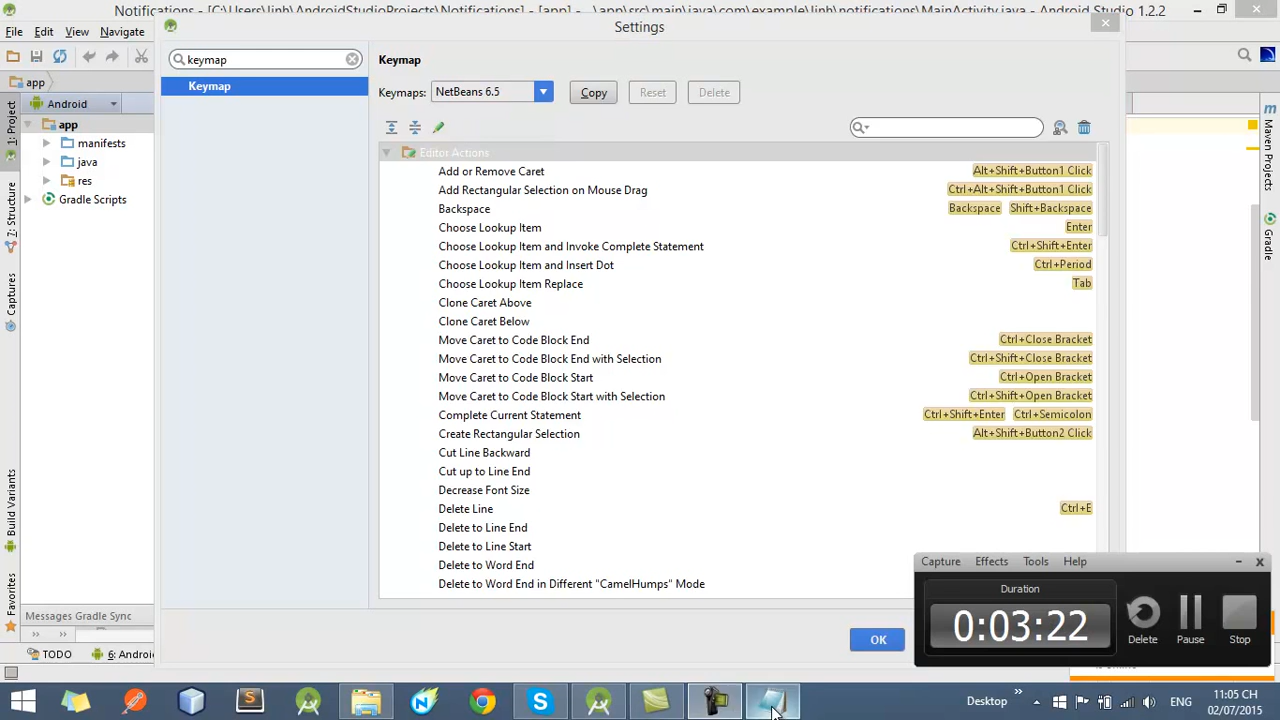 Notifications - [C:\Users\linh\AndroidStudioProjects\Notifications] - [app] - ...\app\src\main\java\com\example\linh\notifications\MainActivity.java - Android Studio 1.2.2
Settings
File Edit View Navigate
keymap
Keymap
Keymap
Keymaps: NetBeans 6.5 Copy Reset Delete
app
Android
app
manifests
java
res
Gradle Scripts
1: Project
7: Structure
Captures
Build Variants
Favorites
Maven Projects
Gradle
Editor Actions
Add or Remove Caret Alt+Shift+Button1 Click
Add Rectangular Selection on Mouse Drag Ctrl+Alt+Shift+Button1 Click
Backspace Backspace Shift+Backspace
Choose Lookup Item Enter
Choose Lookup Item and Invoke Complete Statement Ctrl+Shift+Enter
Choose Lookup Item and Insert Dot Ctrl+Period
Choose Lookup Item Replace Tab
Clone Caret Above
Clone Caret Below
Move Caret to Code Block End Ctrl+Close Bracket
Move Caret to Code Block End with Selection Ctrl+Shift+Close Bracket
Move Caret to Code Block Start Ctrl+Open Bracket
Move Caret to Code Block Start with Selection Ctrl+Shift+Open Bracket
Complete Current Statement Ctrl+Shift+Enter Ctrl+Semicolon
Create Rectangular Selection Alt+Shift+Button2 Click
Cut Line Backward
Cut up to Line End
Decrease Font Size
Delete Line Ctrl+E
Delete to Line End
Delete to Line Start
Delete to Word End
Delete to Word End in Different "CamelHumps" Mode
OK
Messages Gradle Sync
TODO 6: Androi
Capture Effects Tools Help
Duration
0:03:22
Delete Pause Stop
Desktop ENG
11:05 CH
02/07/2015